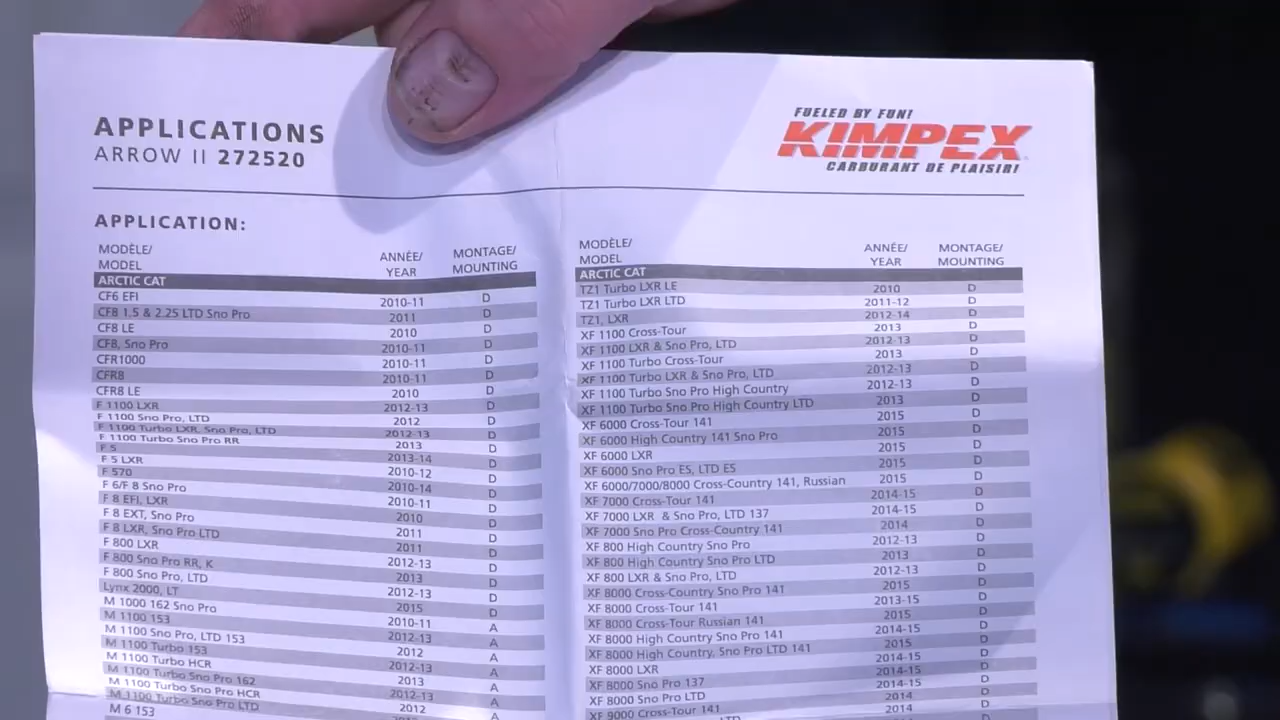 APPLICATIONS
ARROW II 272520
FUELED BY FUN!
KIMPEX
CARBURANT DE PLAISIR!
APPLICATION:
MODÈLE/ MODEL ANNÉE/ YEAR MONTAGE/ MOUNTING
ARCTIC CAT
CF6 EFI 2010-11 D
CF8 1.5 & 2.25 LTD Sno Pro 2011 D
CF8 LE 2010 D
CF8, Sno Pro 2010-11 D
CFR1000 2010-11 D
CFR8 2010-11 D
CFR8 LE 2010 D
F 1100 LXR 2012-13 D
F 1100 Sno Pro, LTD 2012 D
F 1100 Turbo LXR, Sno Pro, LTD 2012-13 D
F 1100 Turbo Sno Pro RR 2013 D
F 5 2013-14 D
F 5 LXR 2010-12 D
F 570 2010-14 D
F 6/F 8 Sno Pro 2010-11 D
F 8 EFI, LXR 2010 D
F 8 EXT, Sno Pro 2011 D
F 8 LXR, Sno Pro LTD 2011 D
F 800 LXR 2012-13 D
F 800 Sno Pro RR, K 2013 D
F 800 Sno Pro, LTD 2012-13 D
Lynx 2000, LT 2015 D
M 1000 162 Sno Pro 2010-11 A
M 1100 153 2012-13 A
M 1100 Sno Pro, LTD 153 2012 A
M 1100 Turbo 153 2012-13 A
M 1100 Turbo HCR 2013 A
M 1100 Turbo Sno Pro 162 2012-13 A
M 1100 Turbo Sno Pro HCR 2012 A
M 1100 Turbo Sno Pro LTD
M 6 153
MODÈLE/ MODEL ANNÉE/ YEAR MONTAGE/ MOUNTING
ARCTIC CAT
TZ1 Turbo LXR LE 2010 D
TZ1 Turbo LXR LTD 2011-12 D
TZ1, LXR 2012-14 D
XF 1100 Cross-Tour 2013 D
XF 1100 LXR & Sno Pro, LTD 2012-13 D
XF 1100 Turbo Cross-Tour 2013 D
XF 1100 Turbo LXR & Sno Pro, LTD 2012-13 D
XF 1100 Turbo Sno Pro High Country 2012-13 D
XF 1100 Turbo Sno Pro High Country LTD 2013 D
XF 6000 Cross-Tour 141 2015 D
XF 6000 High Country 141 Sno Pro 2015 D
XF 6000 LXR 2015 D
XF 6000 Sno Pro ES, LTD ES 2015 D
XF 6000/7000/8000 Cross-Country 141, Russian 2015 D
XF 7000 Cross-Tour 141 2014-15 D
XF 7000 LXR & Sno Pro, LTD 137 2014-15 D
XF 7000 Sno Pro Cross-Country 141 2014 D
XF 800 High Country Sno Pro 2012-13 D
XF 800 High Country Sno Pro LTD 2013 D
XF 800 LXR & Sno Pro, LTD 2012-13 D
XF 8000 Cross-Country Sno Pro 141 2015 D
XF 8000 Cross-Tour 141 2013-15 D
XF 8000 Cross-Tour Russian 141 2015 D
XF 8000 High Country Sno Pro 141 2014-15 D
XF 8000 High Country, Sno Pro LTD 141 2015 D
XF 8000 LXR 2014-15 D
XF 8000 Sno Pro 137 2014-15 D
XF 8000 Sno Pro LTD 2014-15 D
XF 9000 Cross-Tour 141 2014 D
LTD 2014 D